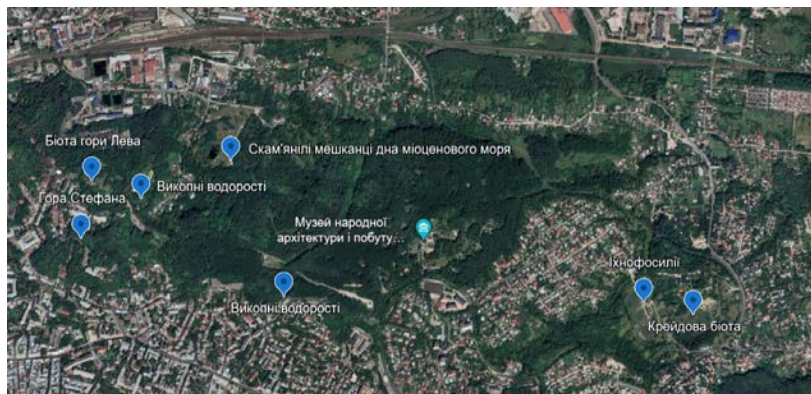 Скам'янілі мешканці дна міоценового моря
Біота гори Лева
Викопні водорості
Гора Стефана
Музей народної
архітектури і побуту...
Іхнофосилії
Викопні водорості
Крейдова біота